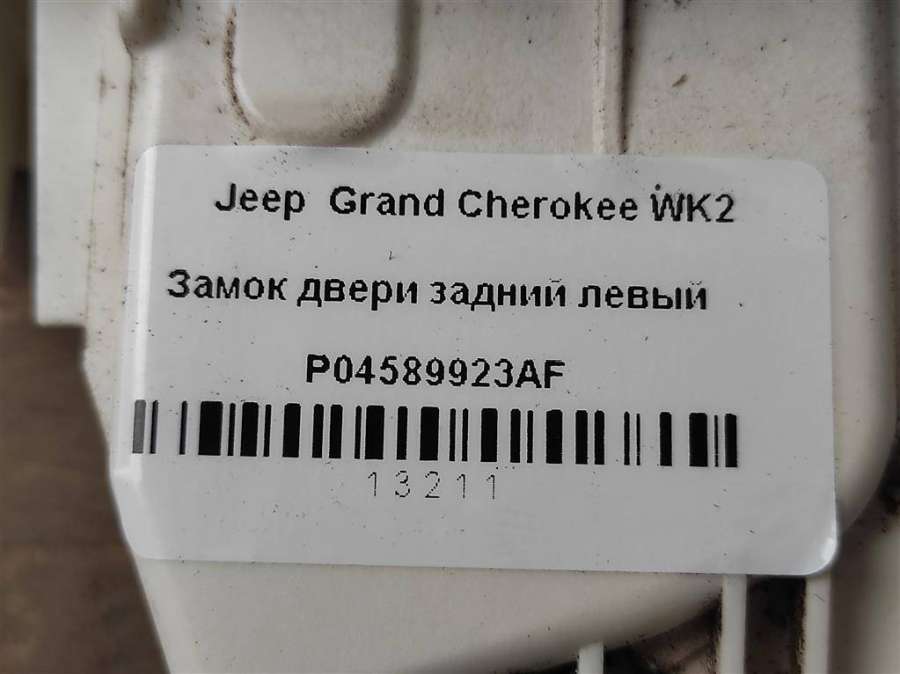 Jeep Grand Cherokee WK2
Замок двери задний левый
P04589923AF
13211